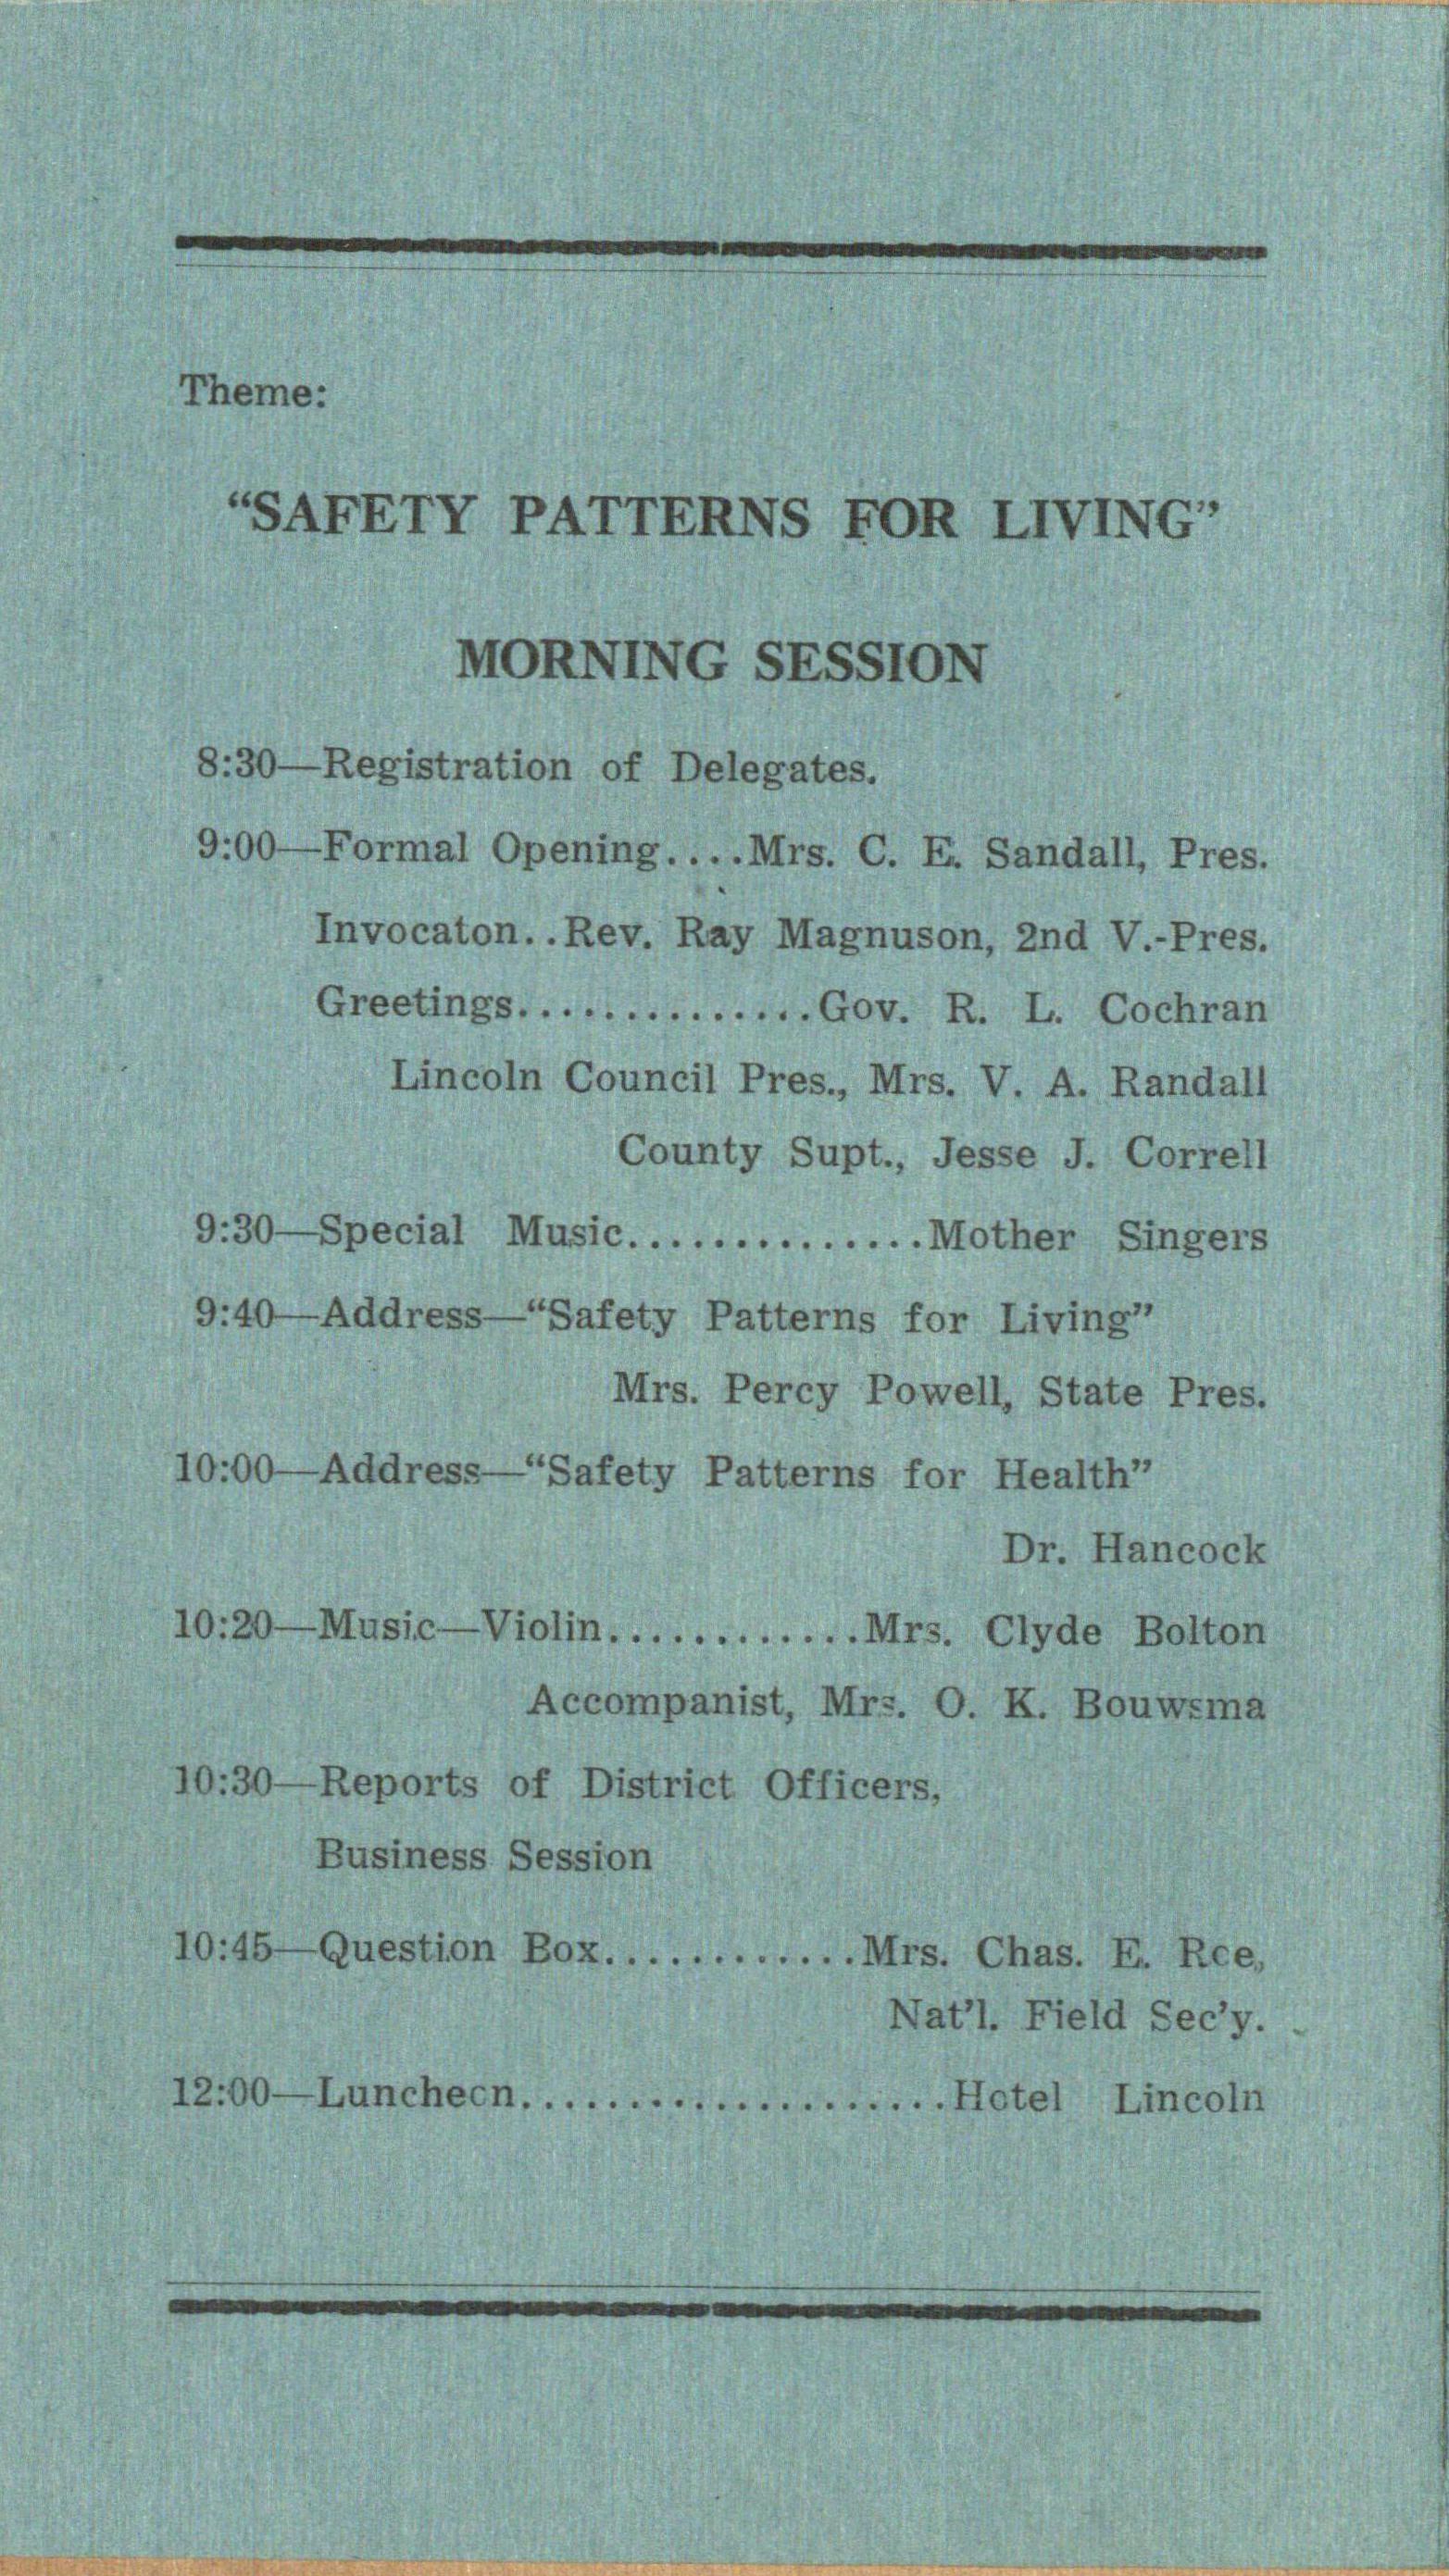 Theme:
“SAFETY PATTERNS FOR LIVING”
MORNING SESSION
8:30—Registration of Delegates.
9:00—Formal Opening....Mrs. C. E. Sandall, Pres.
Invocaton..Rev. Ray Magnuson, 2nd V.-Pres.
Greetings...............Gov. R. L. Cochran
Lincoln Council Pres., Mrs. V. A. Randall
County Supt., Jesse J. Correll
9:30—Special Music...............Mother Singers
9:40—Address—“Safety Patterns for Living”
Mrs. Percy Powell, State Pres.
10:00—Address—“Safety Patterns for Health”
Dr. Hancock
10:20—Music—Violin.............Mrs. Clyde Bolton
Accompanist, Mrs. O. K. Bouwsma
10:30—Reports of District Officers,
Business Session
10:45—Question Box.............Mrs. Chas. E. Roe,
Nat’l. Field Sec’y.
12:00—Luncheon......................Hotel Lincoln